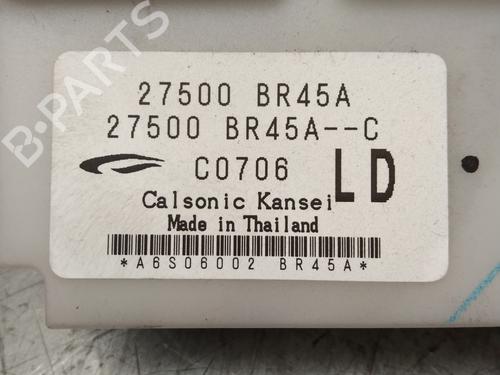 27500 BR45A
27500 BR45A--C
C0706
LD
Calsonic Kansei
Made in Thailand
*A6S06002 BR45A*
B-PARTS